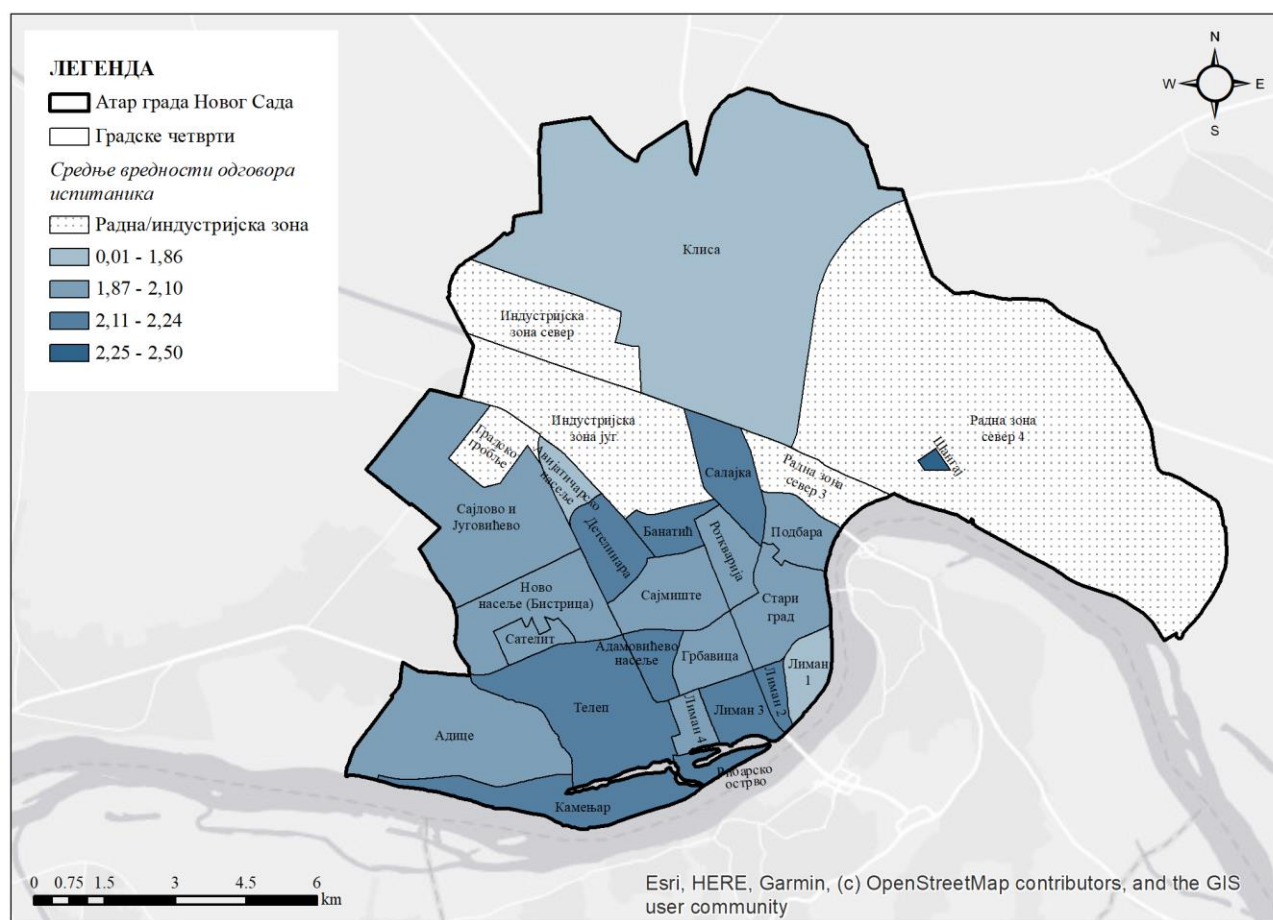 ЛЕГЕНДА
Атар града Новог Сада
Градске четврти
Средње вредности одговора
испитаника
Радна/индустријска зона
0,01 - 1,86
1,87 - 2,10
2,11 - 2,24
2,25 - 2,50
N
W
E
S
Клиса
Индустријска
зона север
Индустријска
зона југ
Радна зона
север 4
Шангај
Радна зона
север 3
Градско
гробље
Авијатичарско
насеље
Салајка
Сајлово и
Југовићево
Детелинара
Банатић
Роткварија
Подбара
Ново
насеље (Бистрица)
Сајмиште
Стари
град
Сателит
Адамовићево
насеље
Грбавица
Лиман
1
Телеп
Лиман 4
Лиман 3
Лиман 2
Адице
Рибарско
острво
Камењар
0 0.75 1.5 3 4.5 6
km
Esri, HERE, Garmin, (c) OpenStreetMap contributors, and the GIS
user community